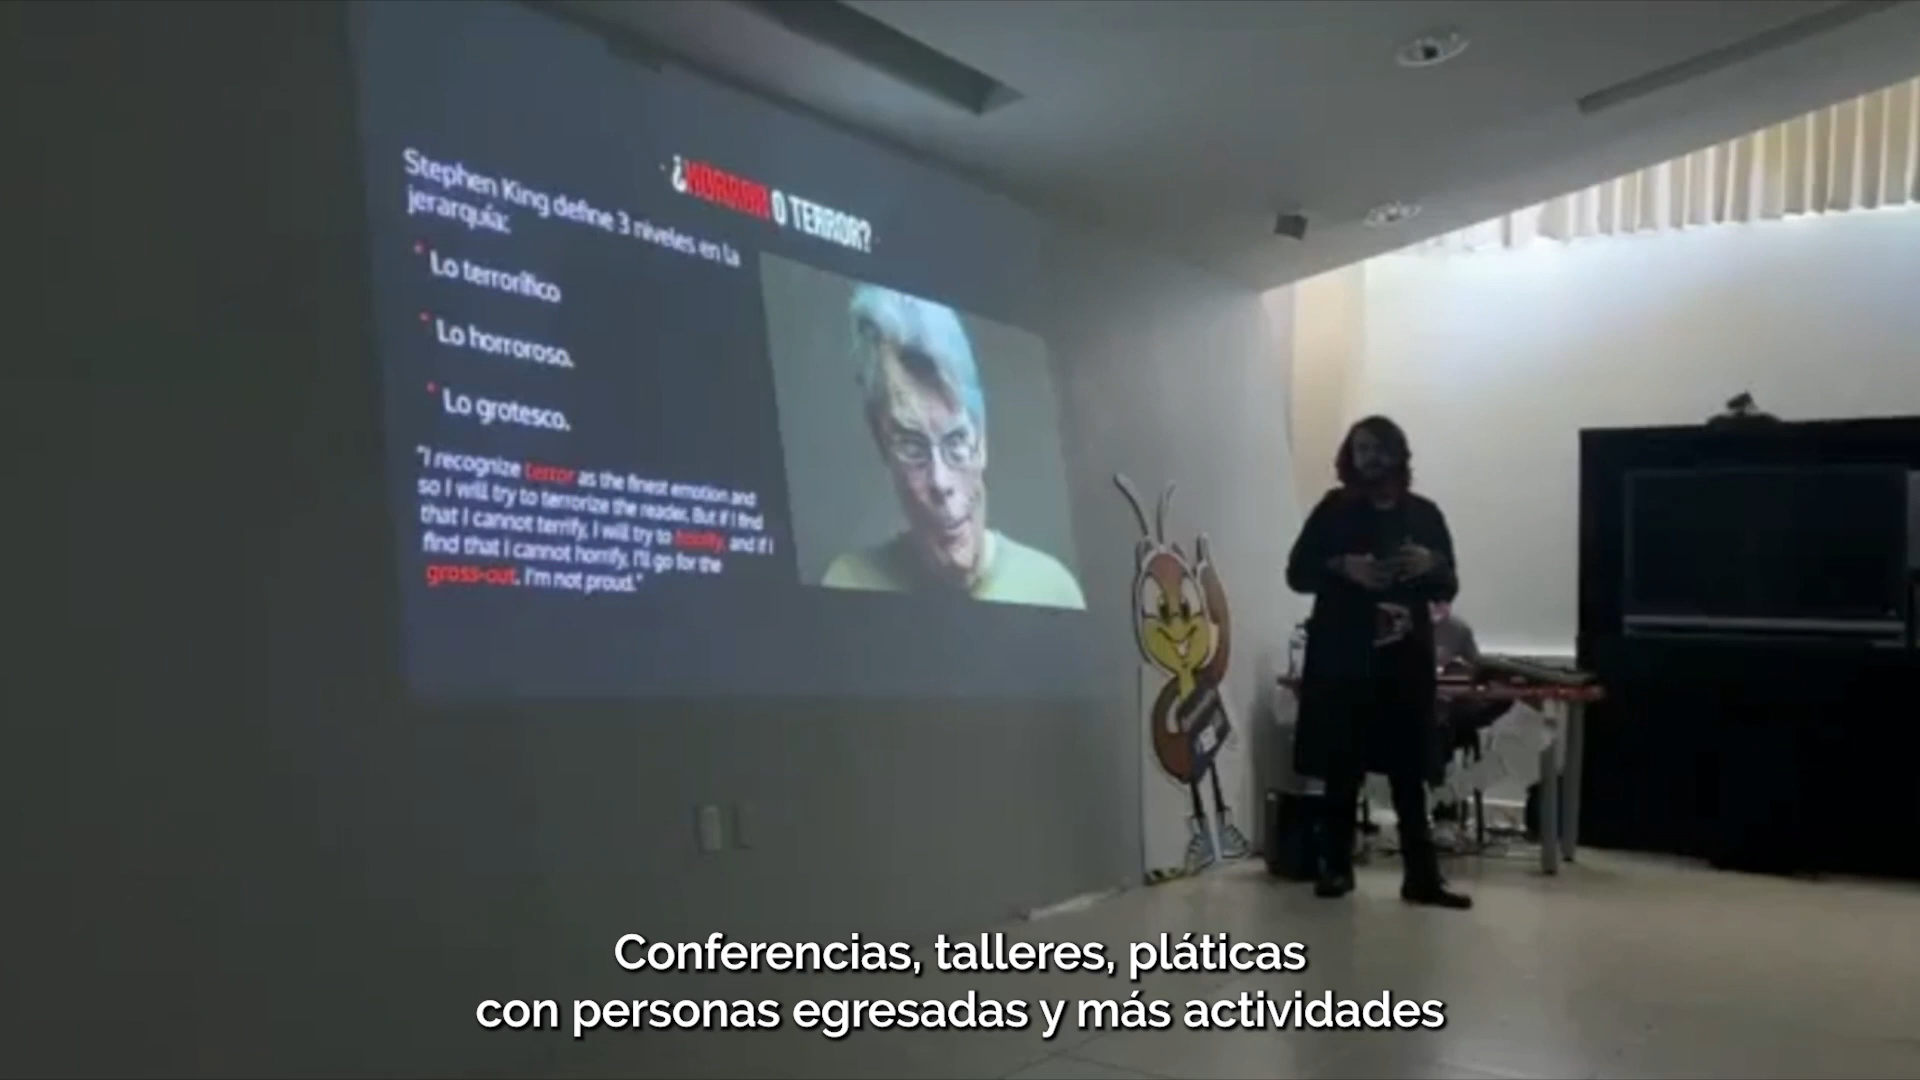 ¿HORROR O TERROR?
Stephen King define 3 niveles en la
jerarquía:
Lo terrorífico
Lo horroroso.
Lo grotesco.
"I recognize terror as the finest emotion and
so I will try to terrorize the reader. But if I find
that I cannot terrify, I will try to horrify, and if I
find that I cannot horrify, I'll go for the
gross-out. I'm not proud."
Conferencias, talleres, pláticas
con personas egresadas y más actividades